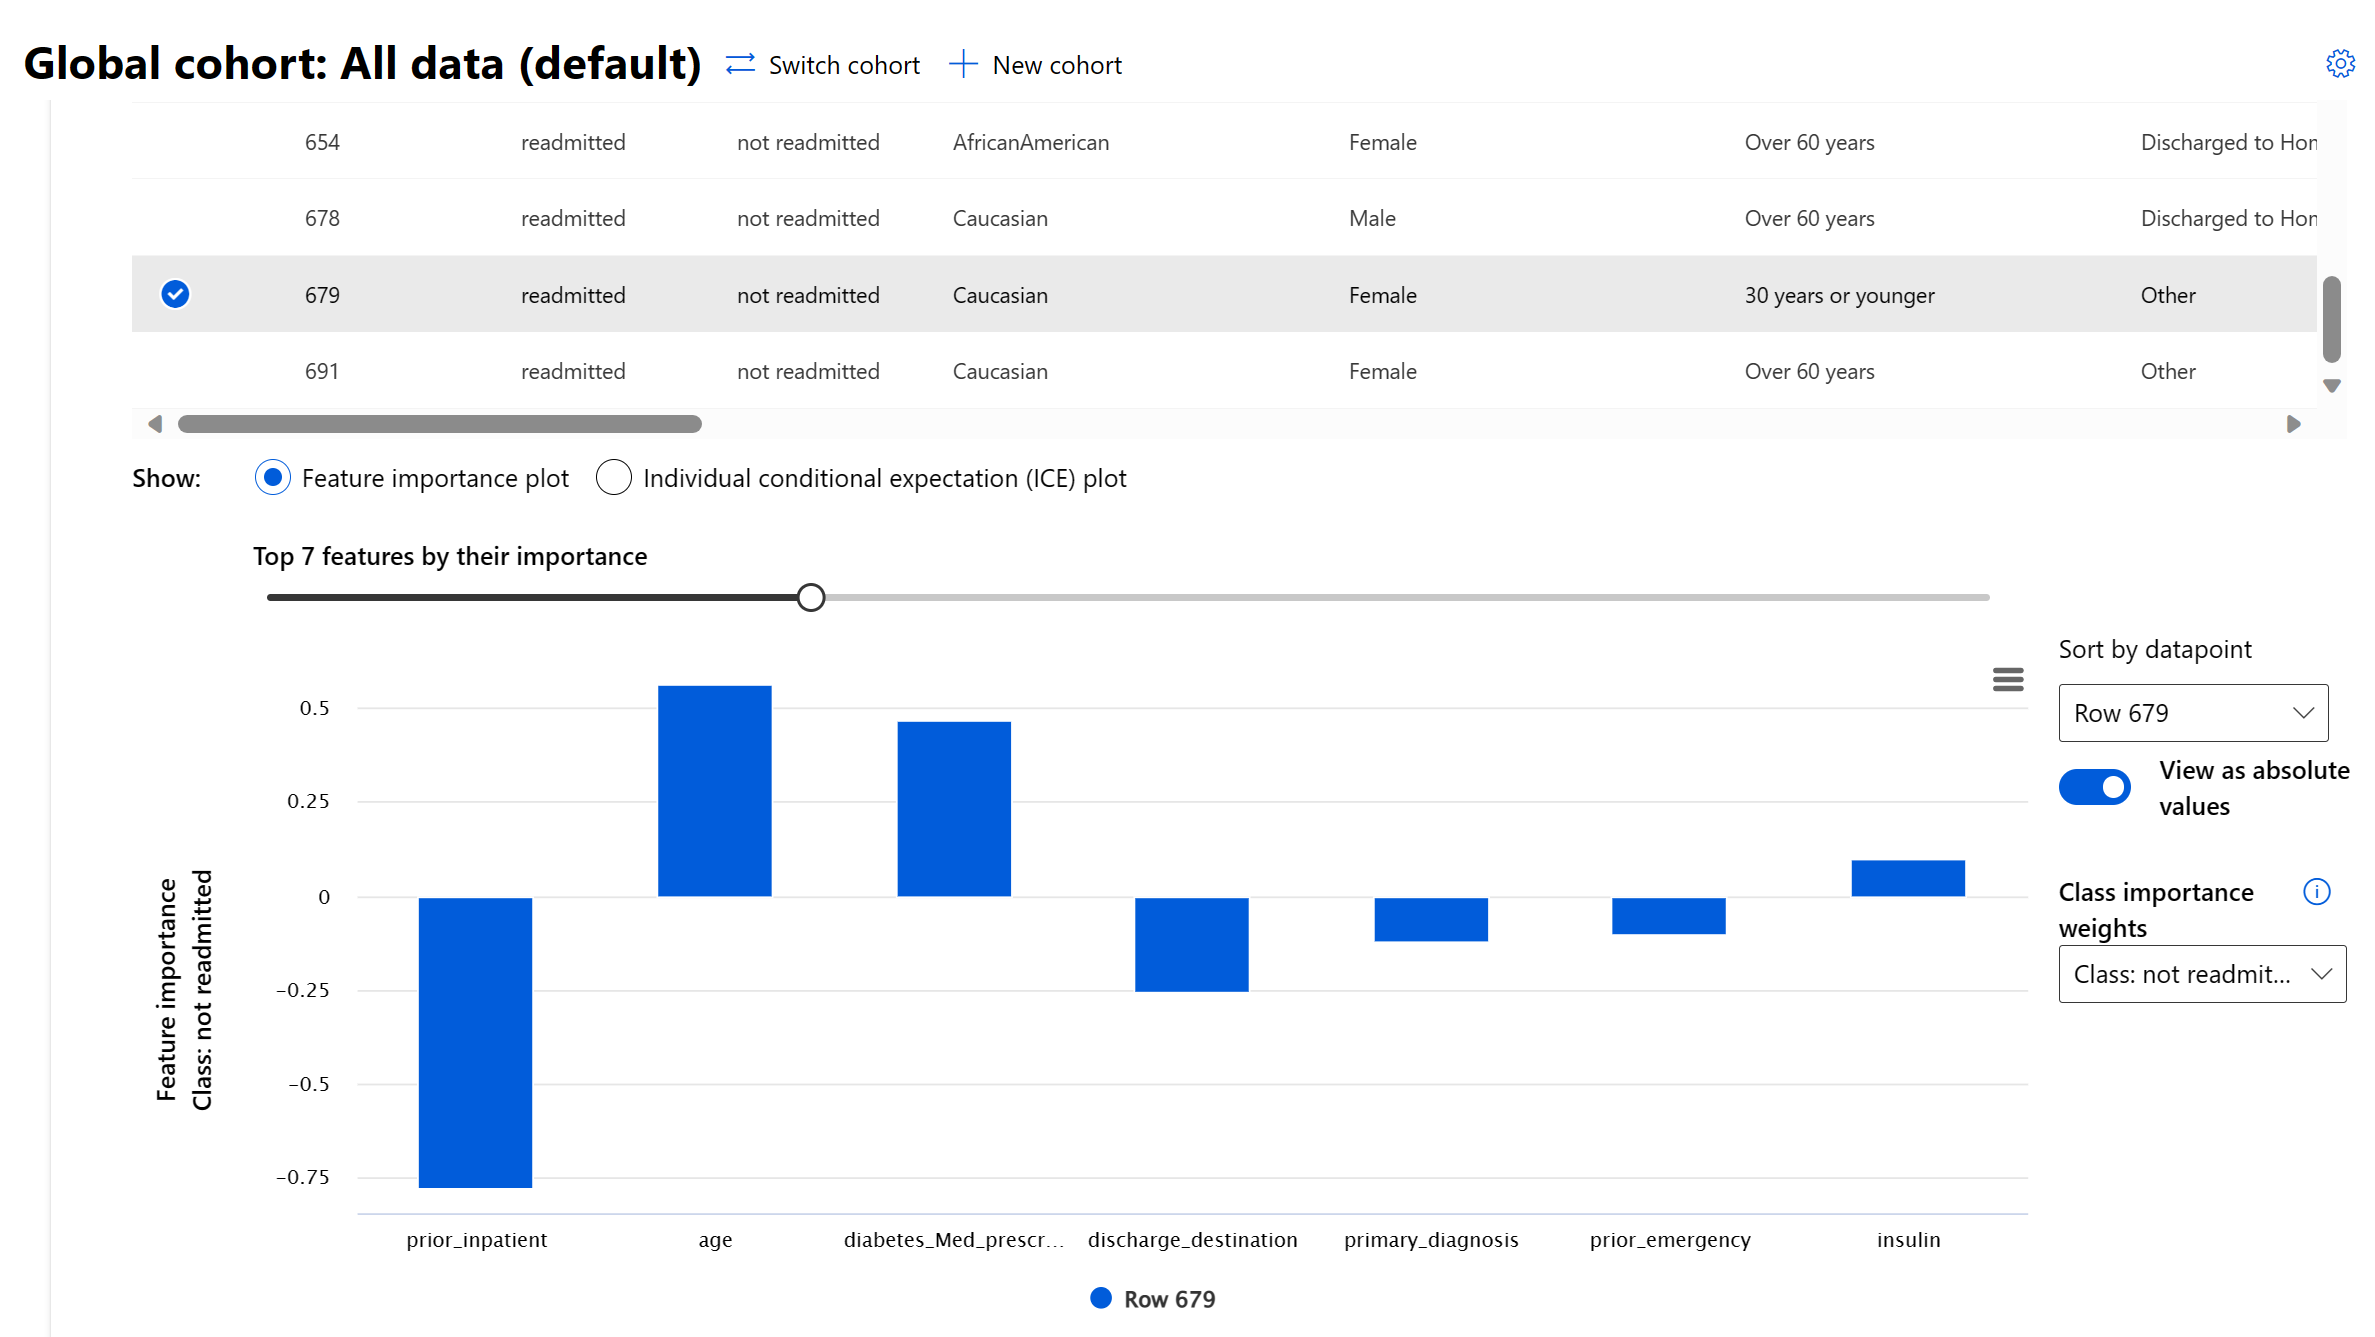 Global cohort: All data (default) Switch cohort New cohort
654 readmitted not readmitted AfricanAmerican Female Over 60 years Discharged to Hon
678 readmitted not readmitted Caucasian Male Over 60 years Discharged to Hon
679 readmitted not readmitted Caucasian Female 30 years or younger Other
691 readmitted not readmitted Caucasian Female Over 60 years Other
Show: Feature importance plot Individual conditional expectation (ICE) plot
Top 7 features by their importance
Sort by datapoint
Row 679
View as absolute
values
Class importance
weights
Class: not readmit...
Feature importance
Class: not readmitted
0.5
0.25
0
−0.25
−0.5
−0.75
prior_inpatient age diabetes_Med_prescr... discharge_destination primary_diagnosis prior_emergency insulin
Row 679